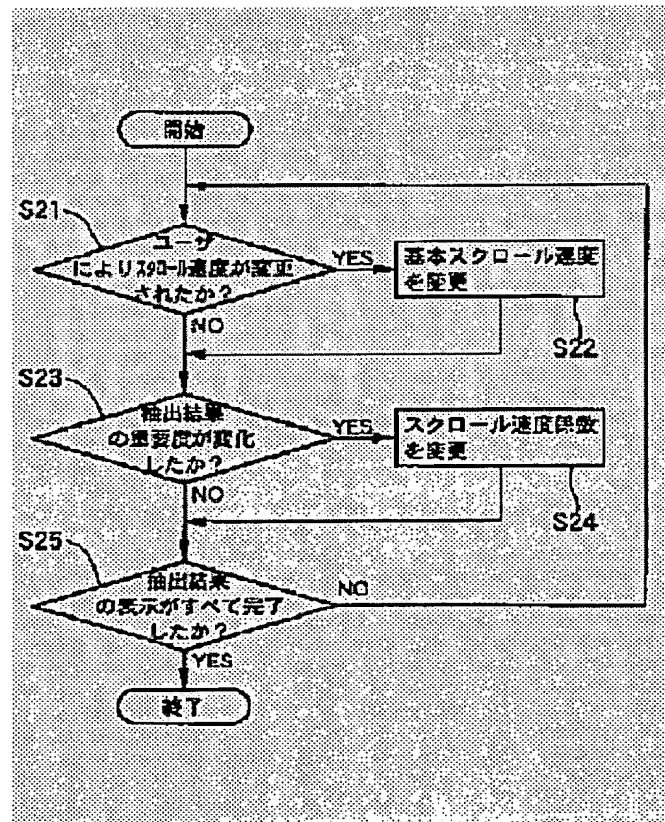 開始
S21
ユーザ
によりスクロール速度が変更
されたか？
YES
基本スクロール速度
を変更
NO
S22
S23
抽出結果
の重要度が変化
したか？
YES
スクロール速度係数
を変更
NO
S24
S25
抽出結果
の表示がすべて完了
したか？
NO
YES
終了